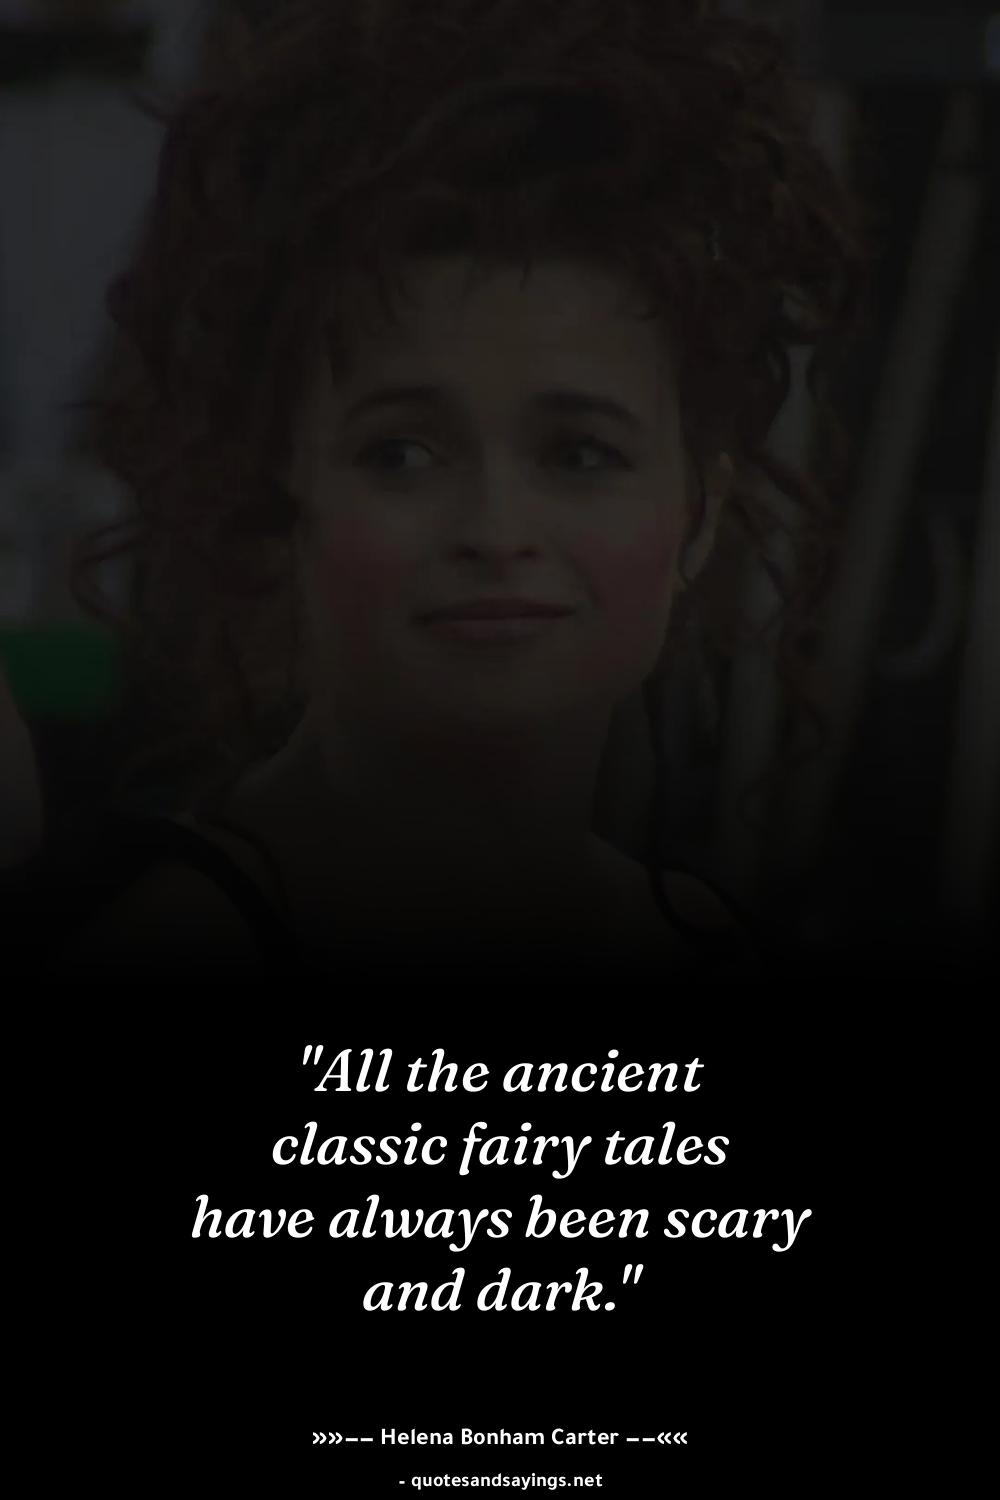 "All the ancient
classic fairy tales
have always been scary
and dark."
»»−− Helena Bonham Carter −−««
- quotesandsayings.net